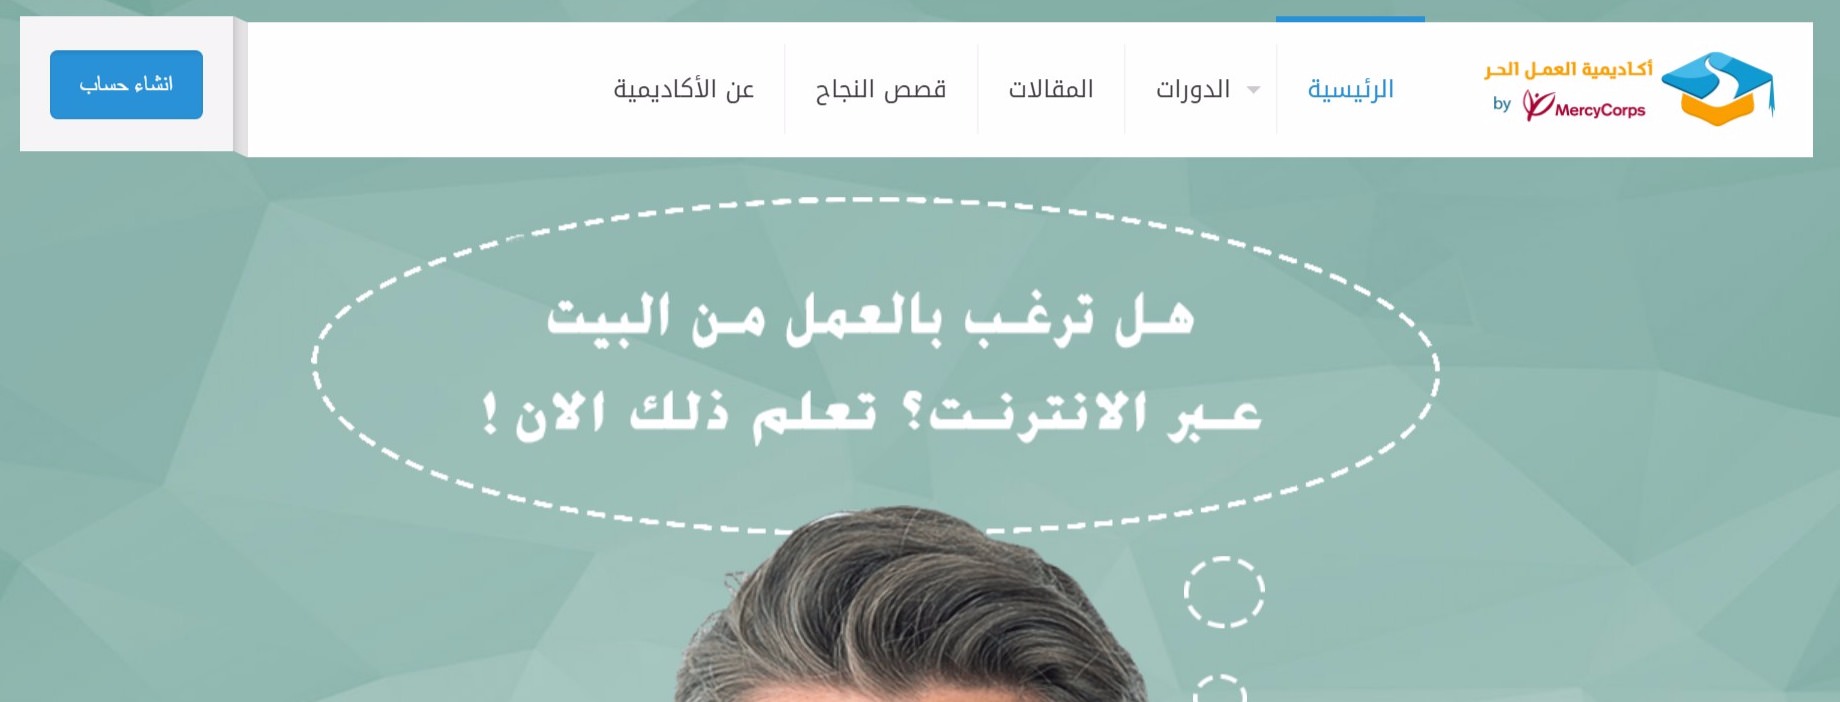 أكاديمية العمل الحر
by MercyCorps
الرئيسية
الدورات
المقالات
قصص النجاح
عن الأكاديمية
انشاء حساب
هل ترغب بالعمل من البيت
عبر الانترنت؟ تعلم ذلك الان !